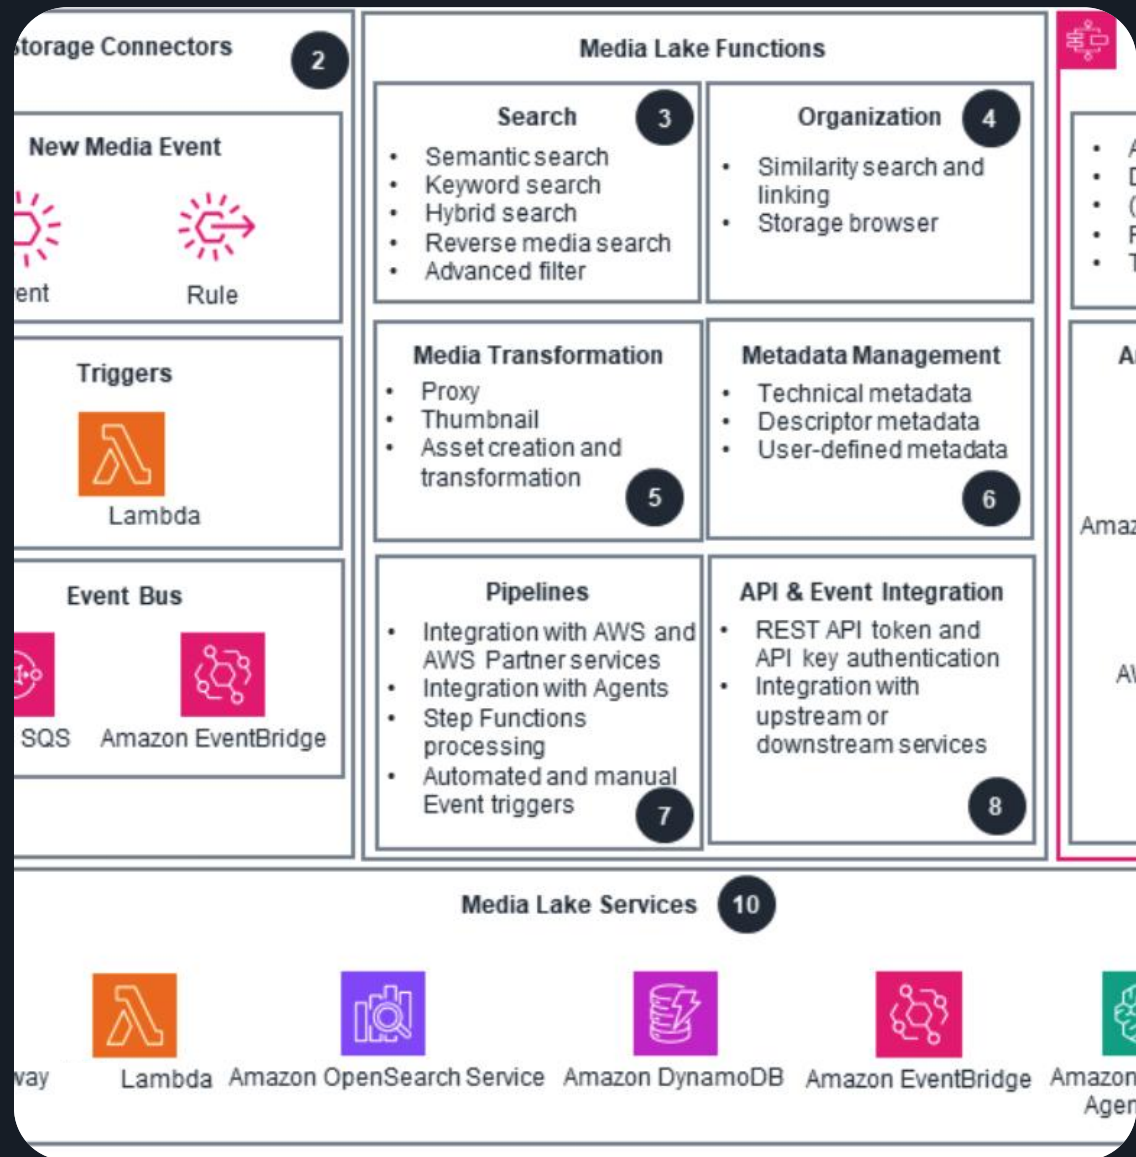 Storage Connectors
2
New Media Event
Rule
Triggers
Lambda
Event Bus
SQS
Amazon EventBridge
Media Lake Functions
Search
3
• Semantic search
• Keyword search
• Hybrid search
• Reverse media search
• Advanced filter
Organization
4
• Similarity search and
linking
• Storage browser
Media Transformation
• Proxy
• Thumbnail
• Asset creation and
transformation
5
Metadata Management
• Technical metadata
• Descriptor metadata
• User-defined metadata
6
Pipelines
• Integration with AWS and
AWS Partner services
• Integration with Agents
• Step Functions
processing
• Automated and manual
Event triggers
7
API & Event Integration
• REST API token and
API key authentication
• Integration with
upstream or
downstream services
8
Media Lake Services
10
Lambda
Amazon OpenSearch Service
Amazon DynamoDB
Amazon EventBridge
Amazon